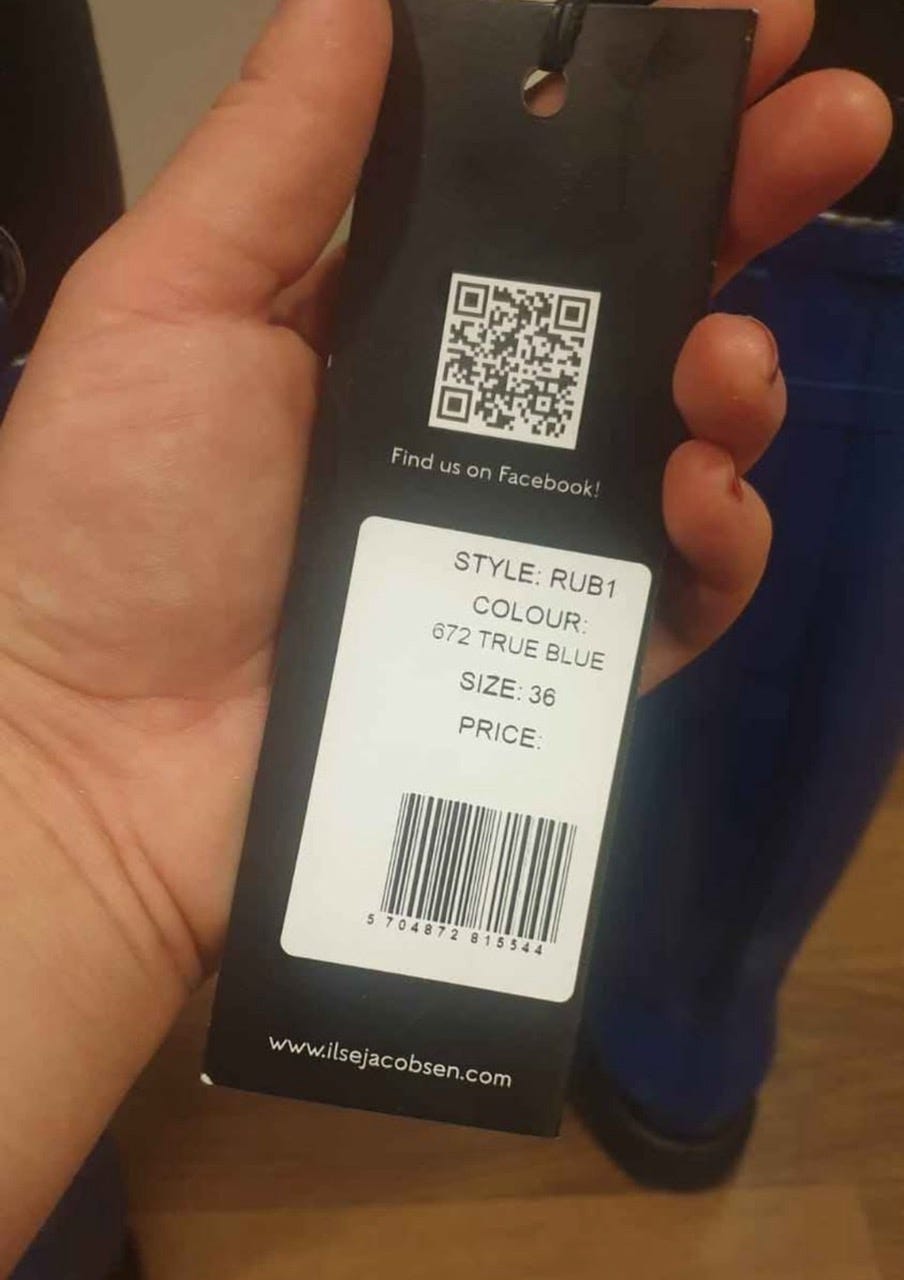 Find us on Facebook!
STYLE: RUB1
COLOUR:
672 TRUE BLUE
SIZE: 36
PRICE:
5 704872 815544
www.ilsejacobsen.com